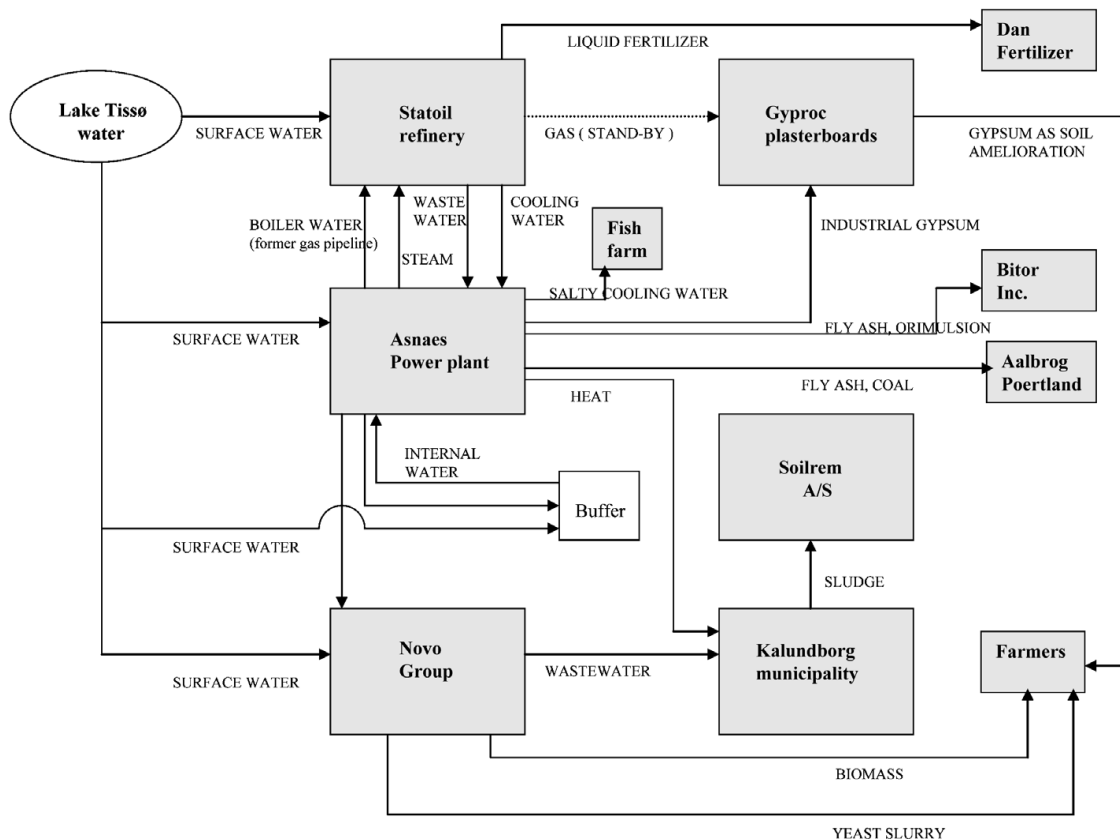 LIQUID FERTILIZER
Dan
Fertilizer
Lake Tissø
water
SURFACE WATER
Statoil
refinery
GAS ( STAND-BY )
Gyproc
plasterboards
GYPSUM AS SOIL
AMELIORATION
BOILER WATER
(former gas pipeline)
STEAM
WASTE
WATER
COOLING
WATER
Fish
farm
INDUSTRIAL GYPSUM
SALTY COOLING WATER
Bitor
Inc.
SURFACE WATER
Asnaes
Power plant
FLY ASH, ORIMULSION
Aalbrog
Poertland
HEAT
FLY ASH, COAL
INTERNAL
WATER
Buffer
Soilrem
A/S
SURFACE WATER
SLUDGE
Novo
Group
SURFACE WATER
WASTEWATER
Kalundborg
municipality
Farmers
BIOMASS
YEAST SLURRY